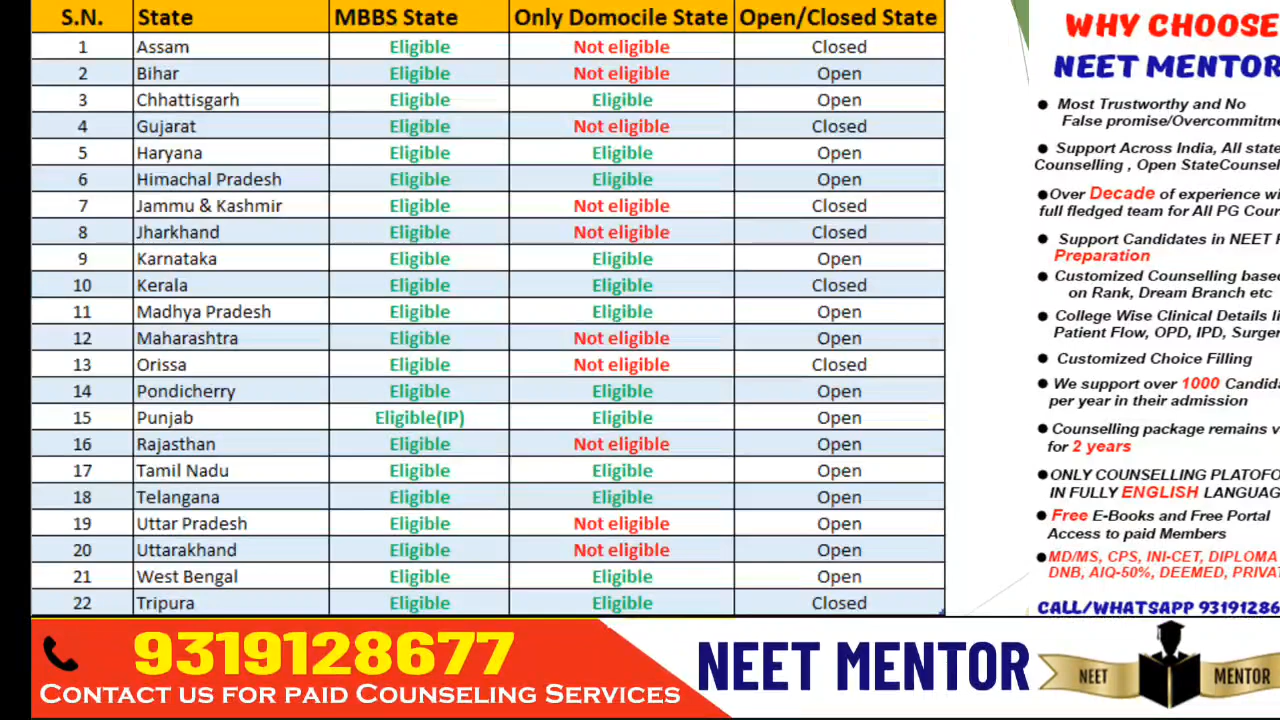 S.N. State MBBS State Only Domocile State Open/Closed State
1 Assam Eligible Not eligible Closed
2 Bihar Eligible Not eligible Open
3 Chhattisgarh Eligible Eligible Open
4 Gujarat Eligible Not eligible Closed
5 Haryana Eligible Eligible Open
6 Himachal Pradesh Eligible Eligible Open
7 Jammu & Kashmir Eligible Not eligible Closed
8 Jharkhand Eligible Not eligible Closed
9 Karnataka Eligible Eligible Open
10 Kerala Eligible Eligible Closed
11 Madhya Pradesh Eligible Eligible Open
12 Maharashtra Eligible Not eligible Open
13 Orissa Eligible Not eligible Closed
14 Pondicherry Eligible Eligible Open
15 Punjab Eligible(IP) Eligible Open
16 Rajasthan Eligible Not eligible Open
17 Tamil Nadu Eligible Eligible Open
18 Telangana Eligible Eligible Open
19 Uttar Pradesh Eligible Not eligible Open
20 Uttarakhand Eligible Not eligible Open
21 West Bengal Eligible Eligible Open
22 Tripura Eligible Eligible Closed
WHY CHOOSE
NEET MENTOR
● Most Trustworthy and No
False promise/Overcommitme
● Support Across India, All state
Counselling , Open StateCounsel
●Over Decade of experience wi
full fledged team for All PG Cour
● Support Candidates in NEET P
Preparation
● Customized Counselling base
on Rank, Dream Branch etc
● College Wise Clinical Details li
Patient Flow, OPD, IPD, Surger
● Customized Choice Filling
● We support over 1000 Candida
per year in their admission
● Counselling package remains v
for 2 years
●ONLY COUNSELLING PLATOFO
IN FULLY ENGLISH LANGUAG
● Free E-Books and Free Portal
Access to paid Members
●MD/MS, CPS, INI-CET, DIPLOMA
DNB, AIQ-50%, DEEMED, PRIVAT
CALL/WHATSAPP 93191286
9319128677
CONTACT US FOR PAID COUNSELING SERVICES
NEET MENTOR
NEET MENTOR